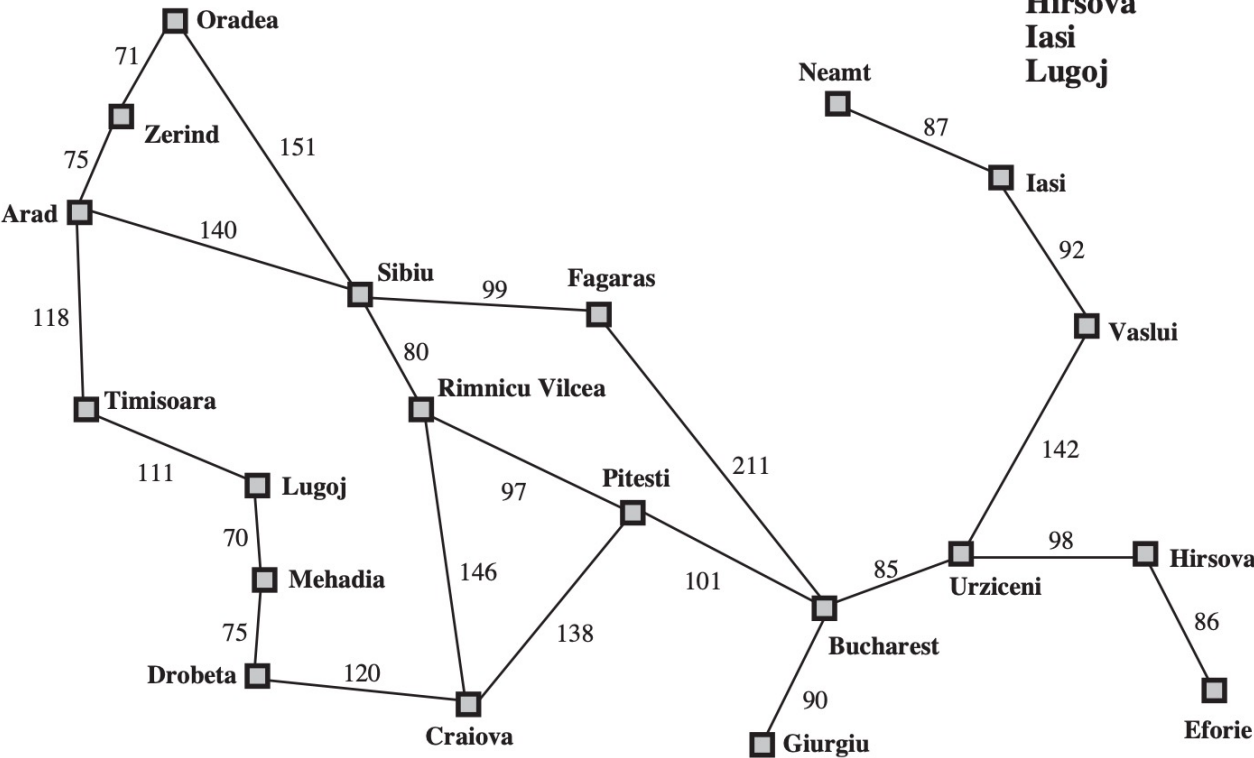 Hirsova
Iasi
Lugoj
Oradea
71
Neamt
87
Zerind
151
75
Iasi
Arad
140
92
Sibiu
Fagaras
99
118
Vaslui
80
Rimnicu Vilcea
Timisoara
142
211
111
Pitesti
Lugoj
97
70
98
146
101
85
Hirsova
Mehadia
Urziceni
75
138
86
Bucharest
Drobeta
120
90
Craiova
Giurgiu
Eforie